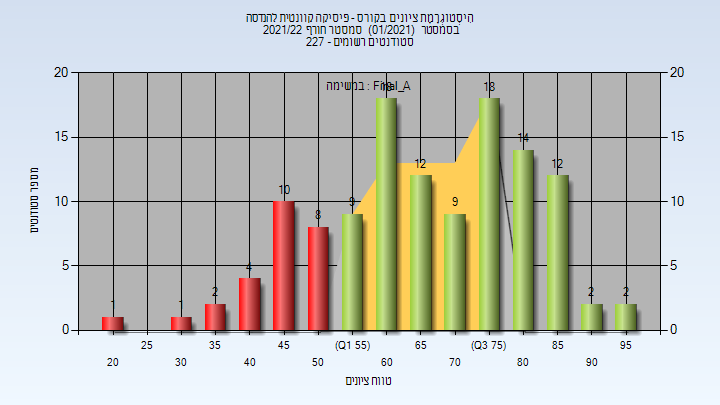 היסטוגרמת ציונים בקורס - פיסיקה קוונטית להנדסה
בסמסטר (01/2021) סמסטר חורף 2021/22
סטודנטים רשומים - 227
במשימה : Final_A
מספר סטודנטים
20 20
15 15
10 10
5 5
0 0
1 1 2 4 10 8 9 18 12 9 18 14 12 2 2
25 35 45 (Q1 55) 65 (Q3 75) 85 95
20 30 40 50 60 70 80 90
טווח ציונים